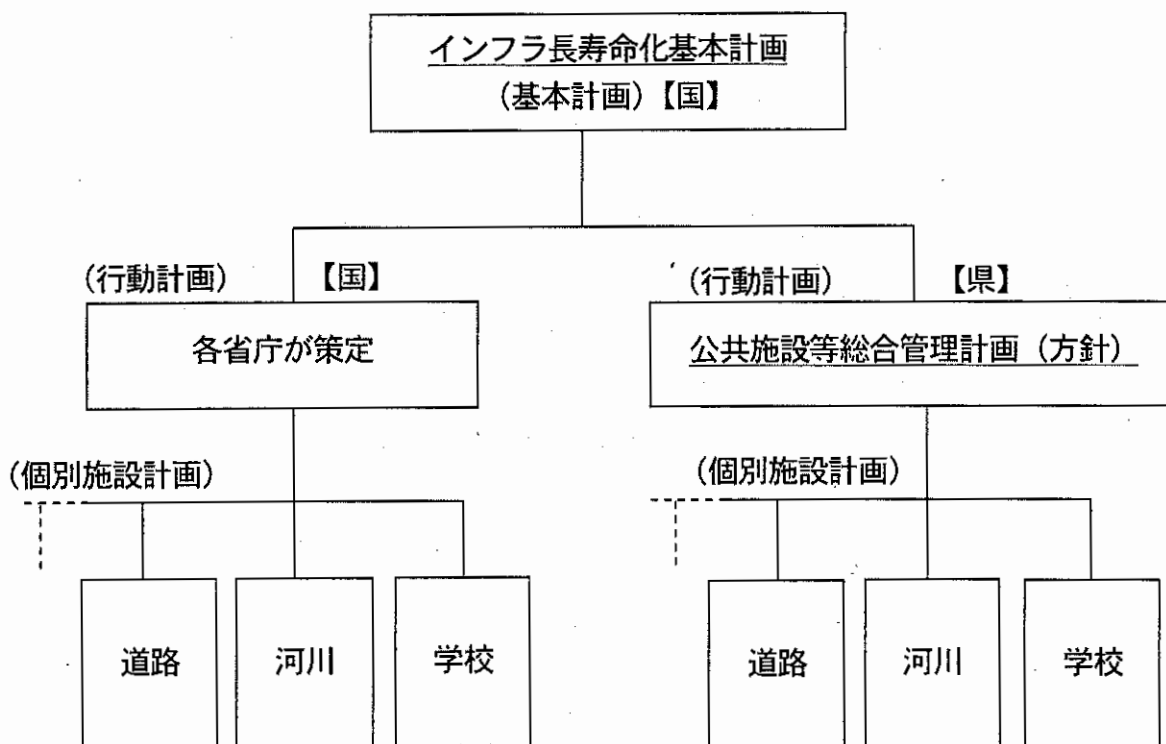 インフラ長寿命化基本計画
(基本計画)【国】
(行動計画) 【国】
各省庁が策定
(行動計画) 【県】
公共施設等総合管理計画(方針)
(個別施設計画)
道路 河川 学校
(個別施設計画)
道路 河川 学校